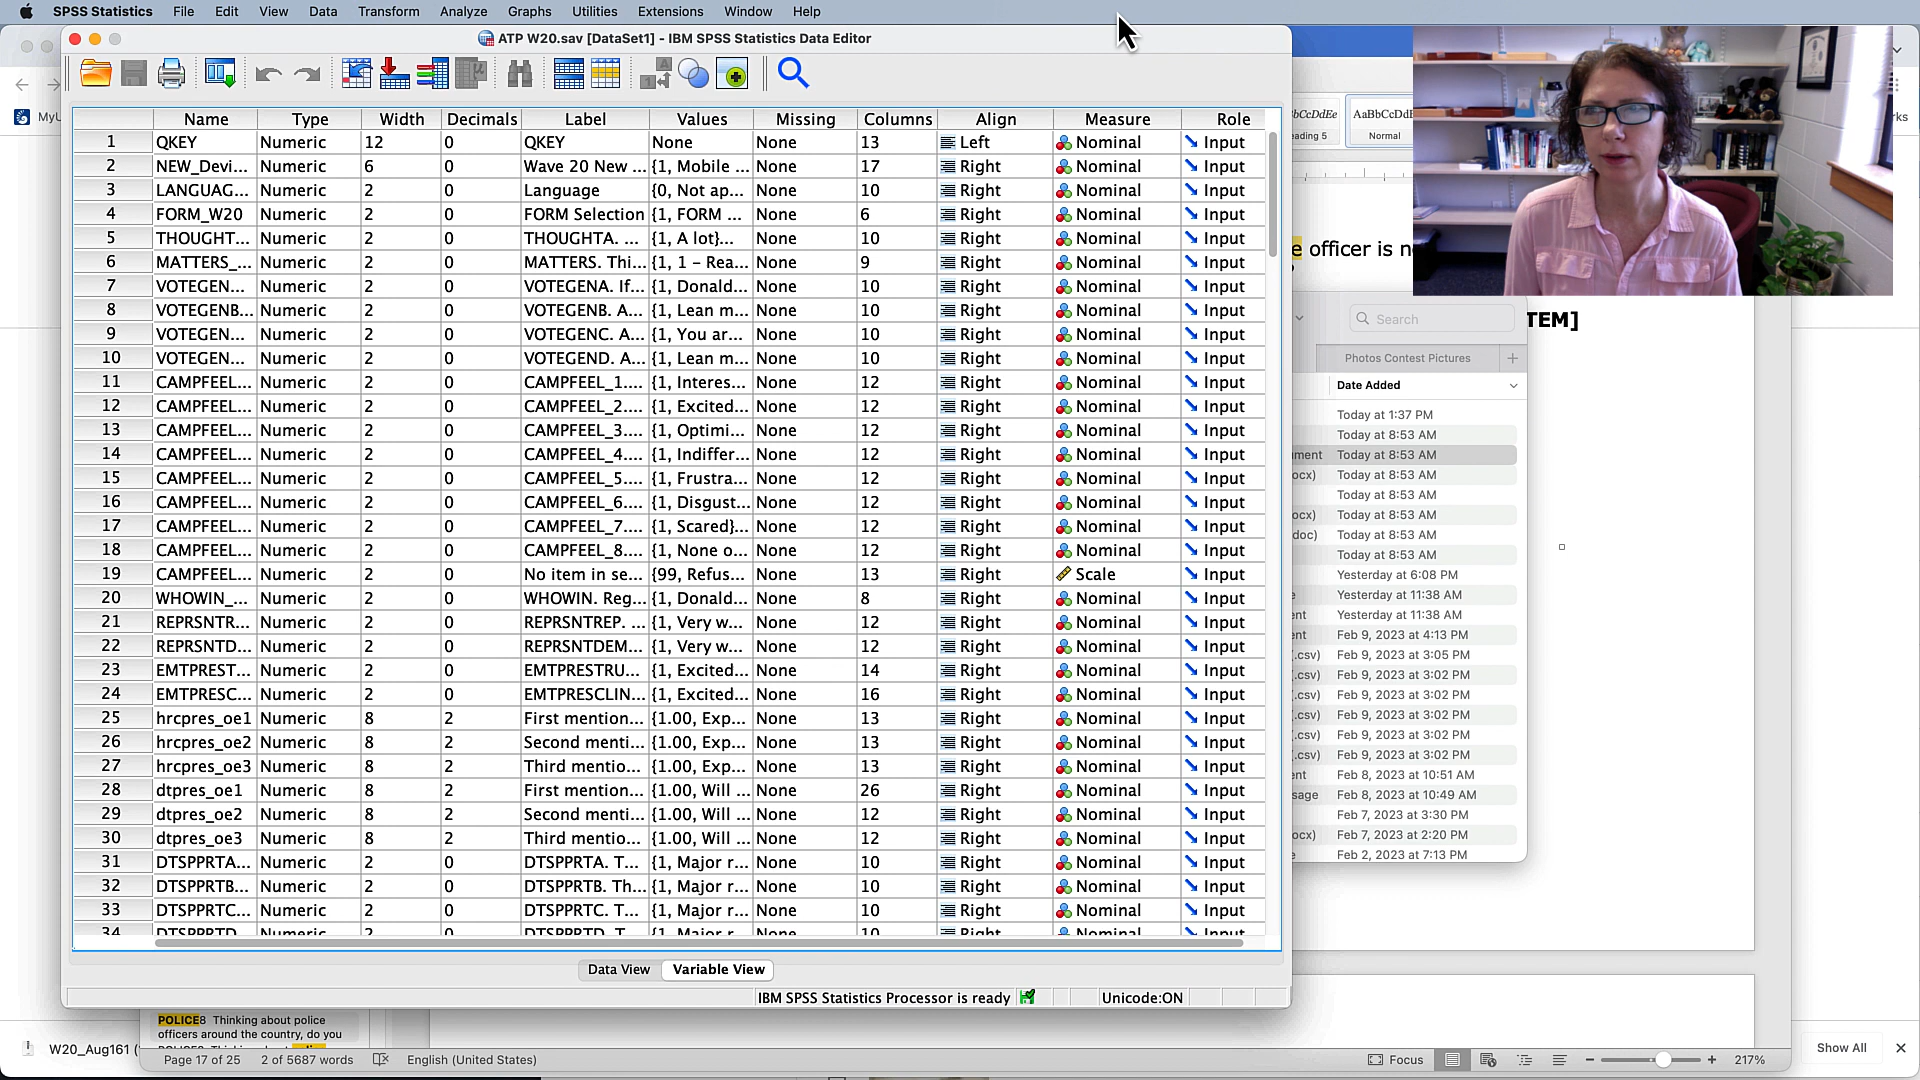 SPSS Statistics File Edit View Data Transform Analyze Graphs Utilities Extensions Window Help
ATP W20.sav [DataSet1] - IBM SPSS Statistics Data Editor
Name Type Width Decimals Label Values Missing Columns Align Measure Role
1 QKEY Numeric 12 0 QKEY None None 13 Left Nominal Input
2 NEW_Devi... Numeric 6 0 Wave 20 New ... {1, Mobile ... None 17 Right Nominal Input
3 LANGUAG... Numeric 2 0 Language {0, Not ap... None 10 Right Nominal Input
4 FORM_W20 Numeric 2 0 FORM Selection {1, FORM ... None 6 Right Nominal Input
5 THOUGHT... Numeric 2 0 THOUGHTA. ... {1, A lot}... None 10 Right Nominal Input
6 MATTERS_... Numeric 2 0 MATTERS. Thi... {1, 1 – Rea... None 9 Right Nominal Input
7 VOTEGEN... Numeric 2 0 VOTEGENA. If... {1, Donald... None 10 Right Nominal Input
8 VOTEGENB... Numeric 2 0 VOTEGENB. A... {1, Lean m... None 10 Right Nominal Input
9 VOTEGEN... Numeric 2 0 VOTEGENC. A... {1, You ar... None 10 Right Nominal Input
10 VOTEGEN... Numeric 2 0 VOTEGEND. A... {1, Lean m... None 10 Right Nominal Input
11 CAMPFEEL... Numeric 2 0 CAMPFEEL_1.... {1, Interes... None 12 Right Nominal Input
12 CAMPFEEL... Numeric 2 0 CAMPFEEL_2.... {1, Excited... None 12 Right Nominal Input
13 CAMPFEEL... Numeric 2 0 CAMPFEEL_3.... {1, Optimi... None 12 Right Nominal Input
14 CAMPFEEL... Numeric 2 0 CAMPFEEL_4.... {1, Indiffer... None 12 Right Nominal Input
15 CAMPFEEL... Numeric 2 0 CAMPFEEL_5.... {1, Frustra... None 12 Right Nominal Input
16 CAMPFEEL... Numeric 2 0 CAMPFEEL_6.... {1, Disgust... None 12 Right Nominal Input
17 CAMPFEEL... Numeric 2 0 CAMPFEEL_7.... {1, Scared}... None 12 Right Nominal Input
18 CAMPFEEL... Numeric 2 0 CAMPFEEL_8.... {1, None o... None 12 Right Nominal Input
19 CAMPFEEL... Numeric 2 0 No item in se... {99, Refus... None 13 Right Scale Input
20 WHOWIN_... Numeric 2 0 WHOWIN. Reg... {1, Donald... None 8 Right Nominal Input
21 REPRSNTR... Numeric 2 0 REPRSNTREP. ... {1, Very w... None 12 Right Nominal Input
22 REPRSNTD... Numeric 2 0 REPRSNTDEM... {1, Very w... None 12 Right Nominal Input
23 EMTPREST... Numeric 2 0 EMTPRESTRU... {1, Excited... None 14 Right Nominal Input
24 EMTPRESC... Numeric 2 0 EMTPRESCLIN... {1, Excited... None 16 Right Nominal Input
25 hrcpres_oe1 Numeric 8 2 First mention... {1.00, Exp... None 13 Right Nominal Input
26 hrcpres_oe2 Numeric 8 2 Second menti... {1.00, Exp... None 13 Right Nominal Input
27 hrcpres_oe3 Numeric 8 2 Third mentio... {1.00, Exp... None 13 Right Nominal Input
28 dtpres_oe1 Numeric 8 2 First mention... {1.00, Will ... None 26 Right Nominal Input
29 dtpres_oe2 Numeric 8 2 Second menti... {1.00, Will ... None 12 Right Nominal Input
30 dtpres_oe3 Numeric 8 2 Third mentio... {1.00, Will ... None 12 Right Nominal Input
31 DTSPPRTA... Numeric 2 0 DTSPPRTA. T... {1, Major r... None 10 Right Nominal Input
32 DTSPPRTB... Numeric 2 0 DTSPPRTB. Th... {1, Major r... None 10 Right Nominal Input
33 DTSPPRTC... Numeric 2 0 DTSPPRTC. T... {1, Major r... None 10 Right Nominal Input
34 DTSPPRTD Numeric 2 0 DTSPPRTD. T {1, Major r None 10 Right Nominal Input
Data View Variable View
IBM SPSS Statistics Processor is ready Unicode:ON
MyU
bCcDdEe AaBbCcDdE
eading 5 Normal
rks
e officer is n
TEM]
Search
Photos Contest Pictures
Date Added
Today at 1:37 PM
Today at 8:53 AM
ment Today at 8:53 AM
ocx) Today at 8:53 AM
Today at 8:53 AM
ocx) Today at 8:53 AM
doc) Today at 8:53 AM
Today at 8:53 AM
Yesterday at 6:08 PM
e Yesterday at 11:38 AM
nt Yesterday at 11:38 AM
ent Feb 9, 2023 at 4:13 PM
(.csv) Feb 9, 2023 at 3:05 PM
(.csv) Feb 9, 2023 at 3:02 PM
(.csv) Feb 9, 2023 at 3:02 PM
(.csv) Feb 9, 2023 at 3:02 PM
(.csv) Feb 9, 2023 at 3:02 PM
(.csv) Feb 9, 2023 at 3:02 PM
ent Feb 8, 2023 at 10:51 AM
sage Feb 8, 2023 at 10:49 AM
Feb 7, 2023 at 3:30 PM
ocx) Feb 7, 2023 at 2:20 PM
e Feb 2, 2023 at 7:13 PM
POLICE8 Thinking about police
officers around the country, do you
W20_Aug161 (
Page 17 of 25 2 of 5687 words English (United States) Focus 217%
Show All